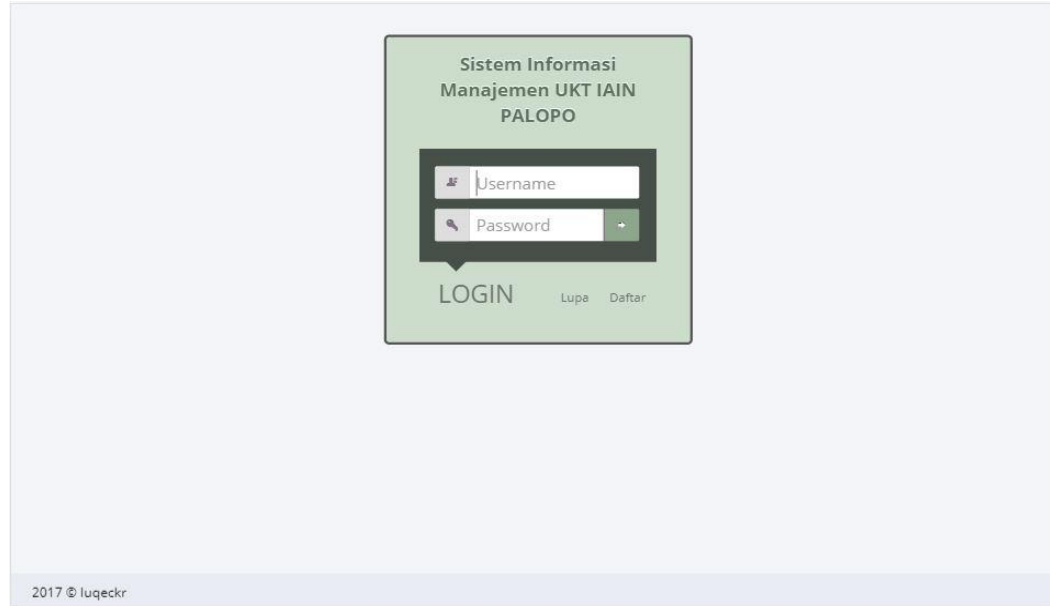 Sistem Informasi
Manajemen UKT IAIN
PALOPO
Username
Password
LOGIN Lupa Daftar
2017 © luqeckr